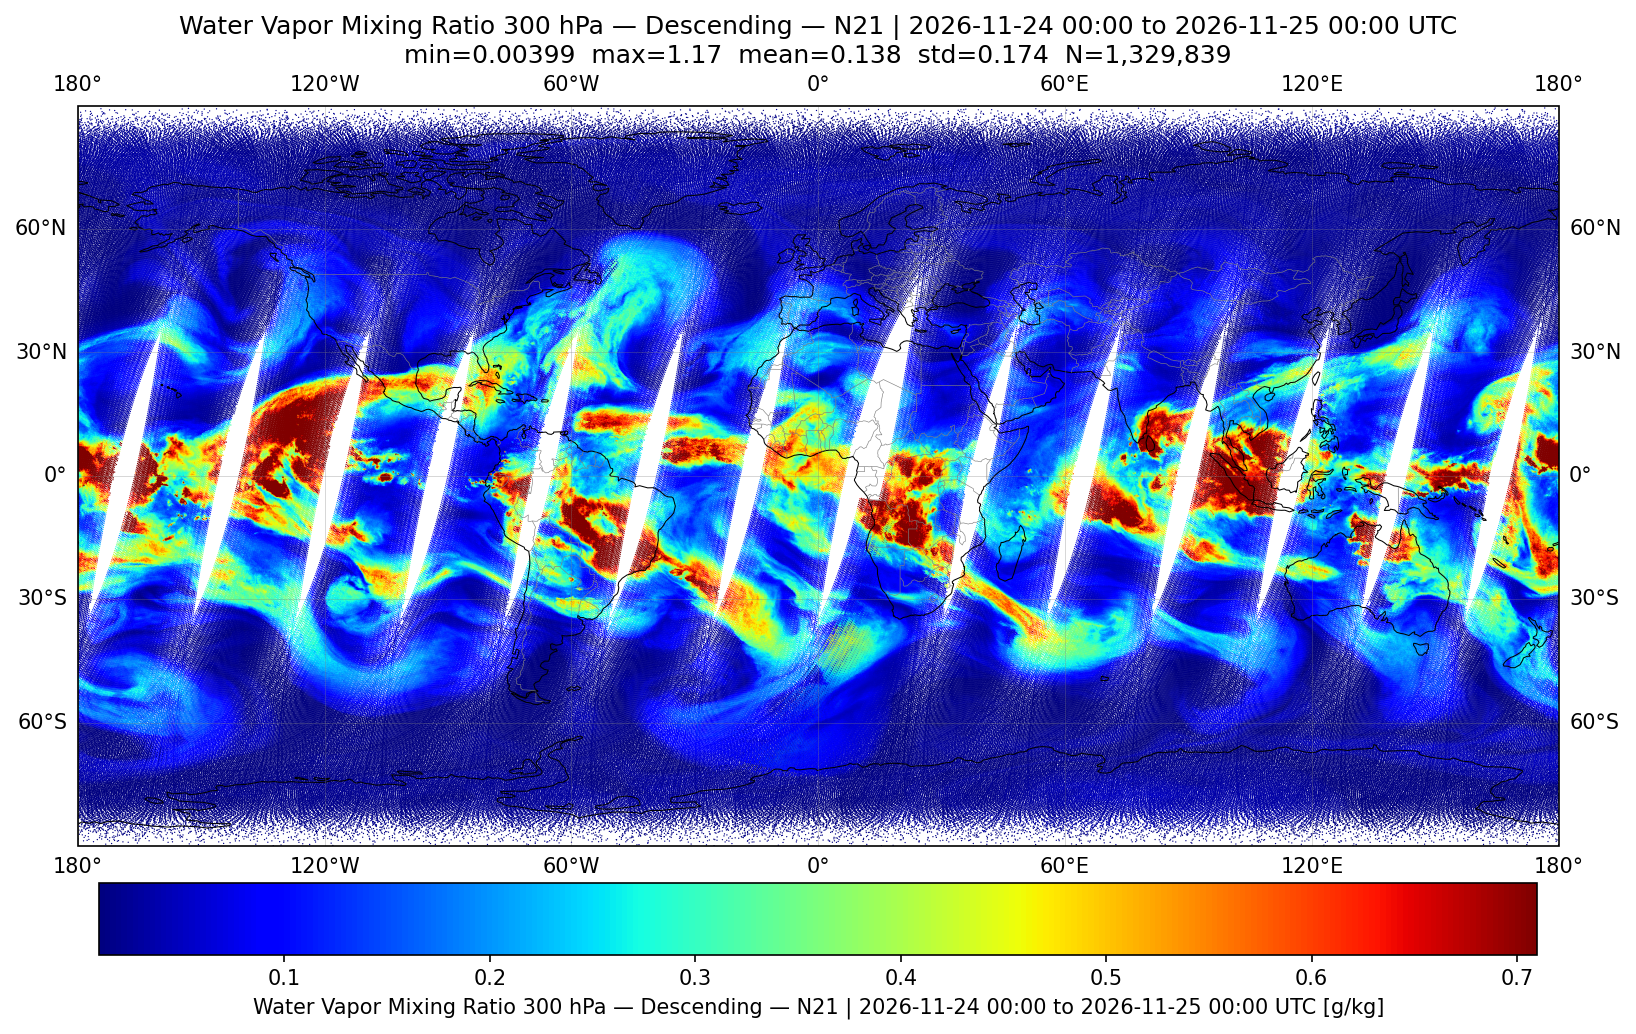 Water Vapor Mixing Ratio 300 hPa — Descending — N21 | 2026-11-24 00:00 to 2026-11-25 00:00 UTC
min=0.00399  max=1.17  mean=0.138  std=0.174  N=1,329,839
180° 120°W 60°W 0° 60°E 120°E 180°
60°N 60°N
30°N 30°N
0° 0°
30°S 30°S
60°S 60°S
180° 120°W 60°W 0° 60°E 120°E 180°
0.1 0.2 0.3 0.4 0.5 0.6 0.7
Water Vapor Mixing Ratio 300 hPa — Descending — N21 | 2026-11-24 00:00 to 2026-11-25 00:00 UTC [g/kg]